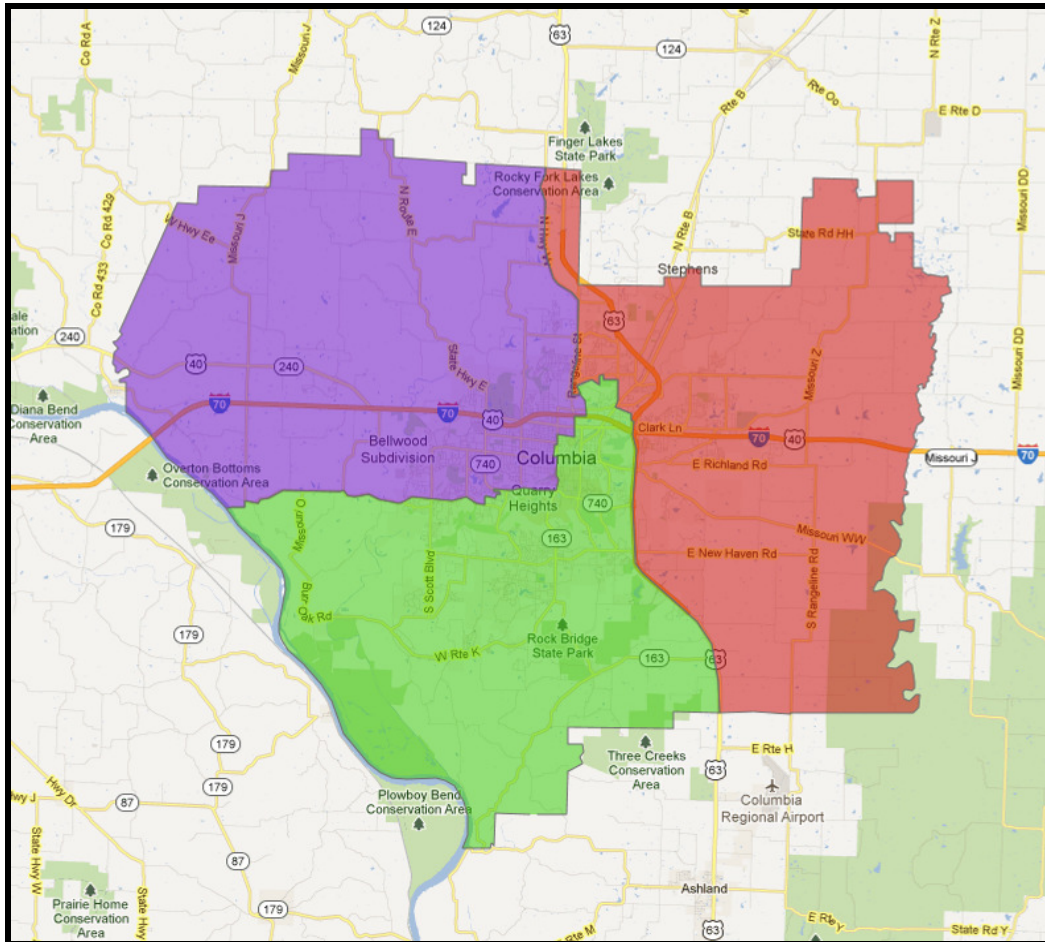 Co Rd A
Missouri J
124
63
124
N Rte Z
Rte B
Rte Oo
E Rte D
Finger Lakes
State Park
Rocky Fork Lakes
Conservation Area
Missouri DD
Co Rd 433
Co Rd 429
W Hwy Ee
Missouri J
N Route E
N Hwy VV
N Rte B
State Rd HH
Stephens
63
240
40
240
State Hwy E
Rangeline St
Missouri Z
Missouri DD
Diana Bend
Conservation
Area
70
70
40
Clark Ln
70
40
Missouri J
70
Bellwood
Subdivision
740
Columbia
E Richland Rd
Overton Bottoms
Conservation Area
Quarry
Heights
740
179
Missouri O
163
Missouri WW
E New Haven Rd
S Scott Blvd
S Rangeline Rd
Burr Oak Rd
179
Rock Bridge
State Park
W Rte K
163
63
179
179
Three Creeks
Conservation
Area
E Rte H
63
179
Hwy J
Hwy Dr
87
Plowboy Bend
Conservation
Area
Columbia
Regional Airport
State Hwy W
87
Prairie Home
Conservation
Area
State Hwy
179
Ashland
63
E Rte M
E Rte Y
State Rd Y